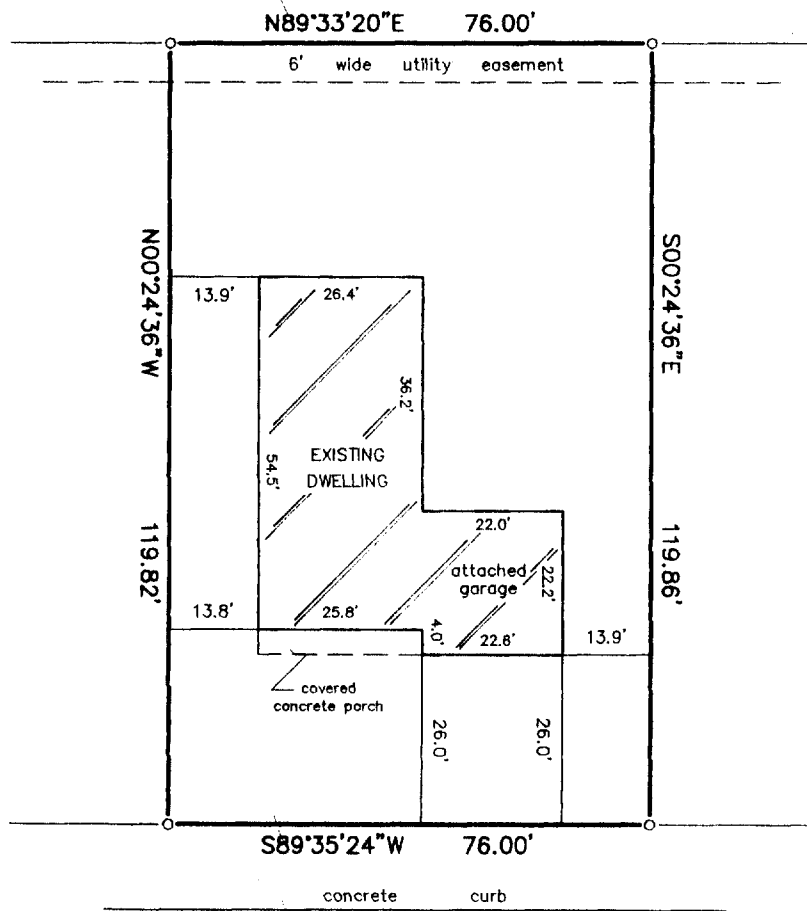 N89°33'20"E 76.00'
6' wide utility easement
N00°24'36"W
S00°24'36"E
13.9'
26.4'
36.2'
EXISTING
DWELLING
54.5'
22.0'
119.82'
119.86'
attached
garage
22.2'
13.8'
25.8'
4.0'
22.8'
13.9'
covered
concrete porch
26.0'
26.0'
S89°35'24"W 76.00'
concrete curb